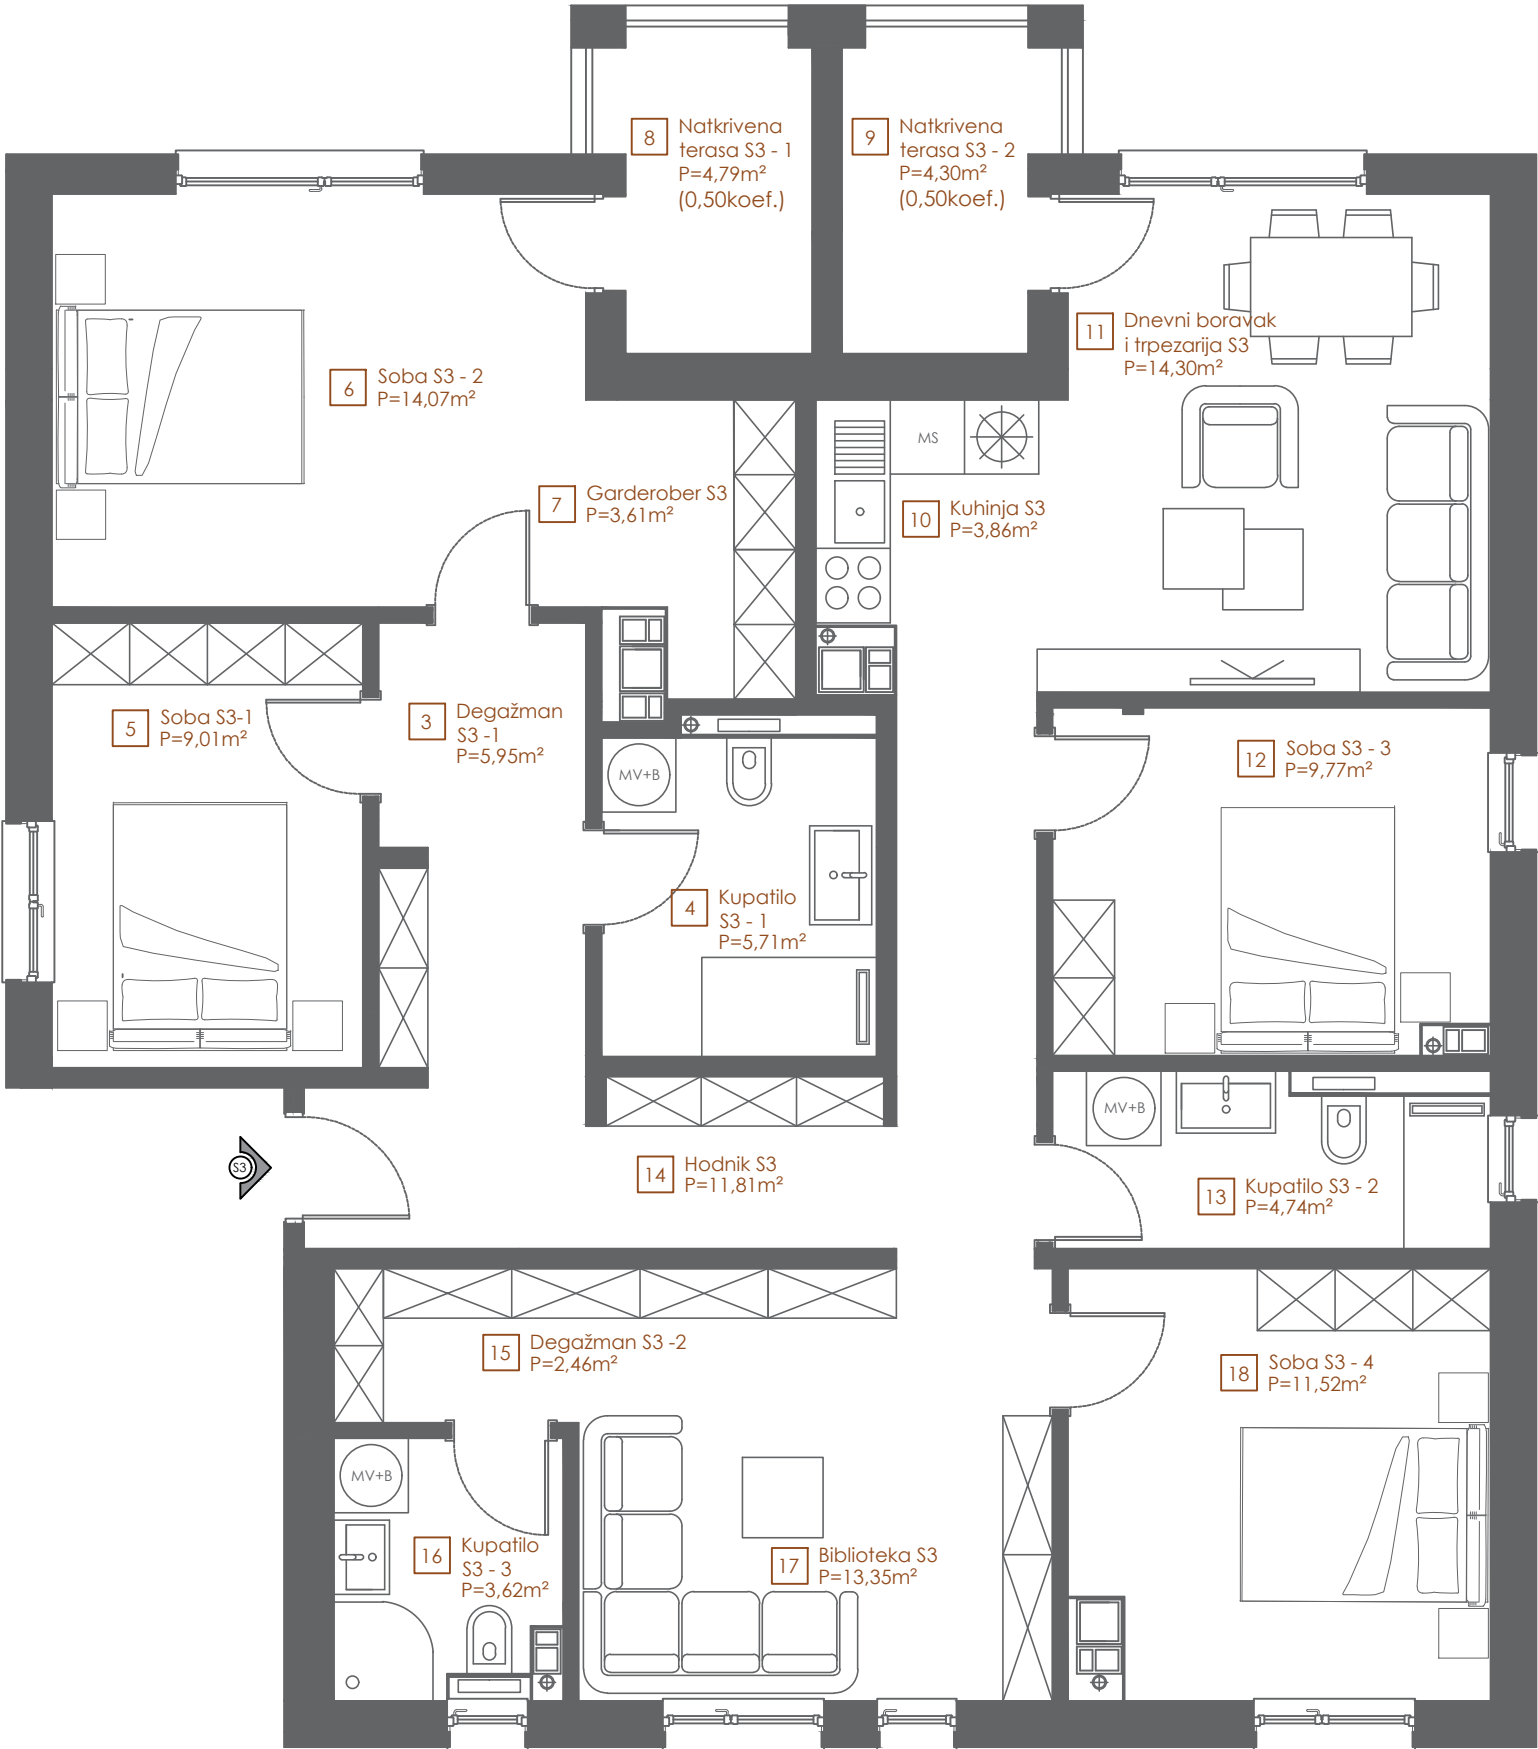 8
Natkrivena
terasa S3 - 1
P=4,79m²
(0,50koef.)
9
Natkrivena
terasa S3 - 2
P=4,30m²
(0,50koef.)
11
Dnevni boravak
i trpezarija S3
P=14,30m²
6
Soba S3 - 2
P=14,07m²
MS
7
Garderober S3
P=3,61m²
10
Kuhinja S3
P=3,86m²
5
Soba S3-1
P=9,01m²
3
Degažman
S3 -1
P=5,95m²
MV+B
12
Soba S3 - 3
P=9,77m²
4
Kupatilo
S3 - 1
P=5,71m²
MV+B
S3
14
Hodnik S3
P=11,81m²
13
Kupatilo S3 - 2
P=4,74m²
15
Degažman S3 -2
P=2,46m²
18
Soba S3 - 4
P=11,52m²
MV+B
16
Kupatilo
S3 - 3
P=3,62m²
17
Biblioteka S3
P=13,35m²